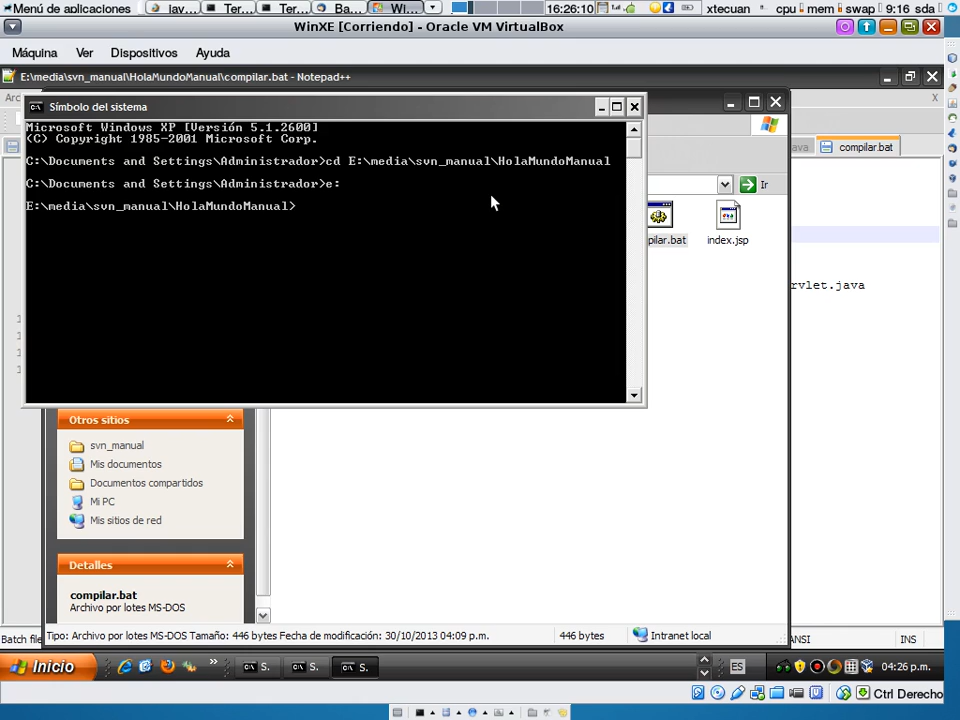 Menú de aplicaciones
Jav...
Ter...
Ter...
Ba...
Wi...
16:26:10
xtecuan
cpu
mem
swap
9:16
sda
WinXE [Corriendo] - Oracle VM VirtualBox
Máquina Ver Dispositivos Ayuda
E:\media\svn_manual\HolaMundoManual\compilar.bat - Notepad++
Símbolo del sistema
Microsoft Windows XP [Versión 5.1.2600]
(C) Copyright 1985-2001 Microsoft Corp.
C:\Documents and Settings\Administrador>cd E:\media\svn_manual\HolaMundoManual
C:\Documents and Settings\Administrador>e:
E:\media\svn_manual\HolaMundoManual>
Ir
compilar.bat
index.jsp
rvlet.java
Otros sitios
svn_manual
Mis documentos
Documentos compartidos
Mi PC
Mis sitios de red
Detalles
compilar.bat
Archivo por lotes MS-DOS
Tipo: Archivo por lotes MS-DOS Tamaño: 446 bytes Fecha de modificación: 30/10/2013 04:09 p.m.
446 bytes
Intranet local
Batch file
ANSI
INS
Inicio
S.
S.
S.
ES
04:26 p.m.
Ctrl Derecho